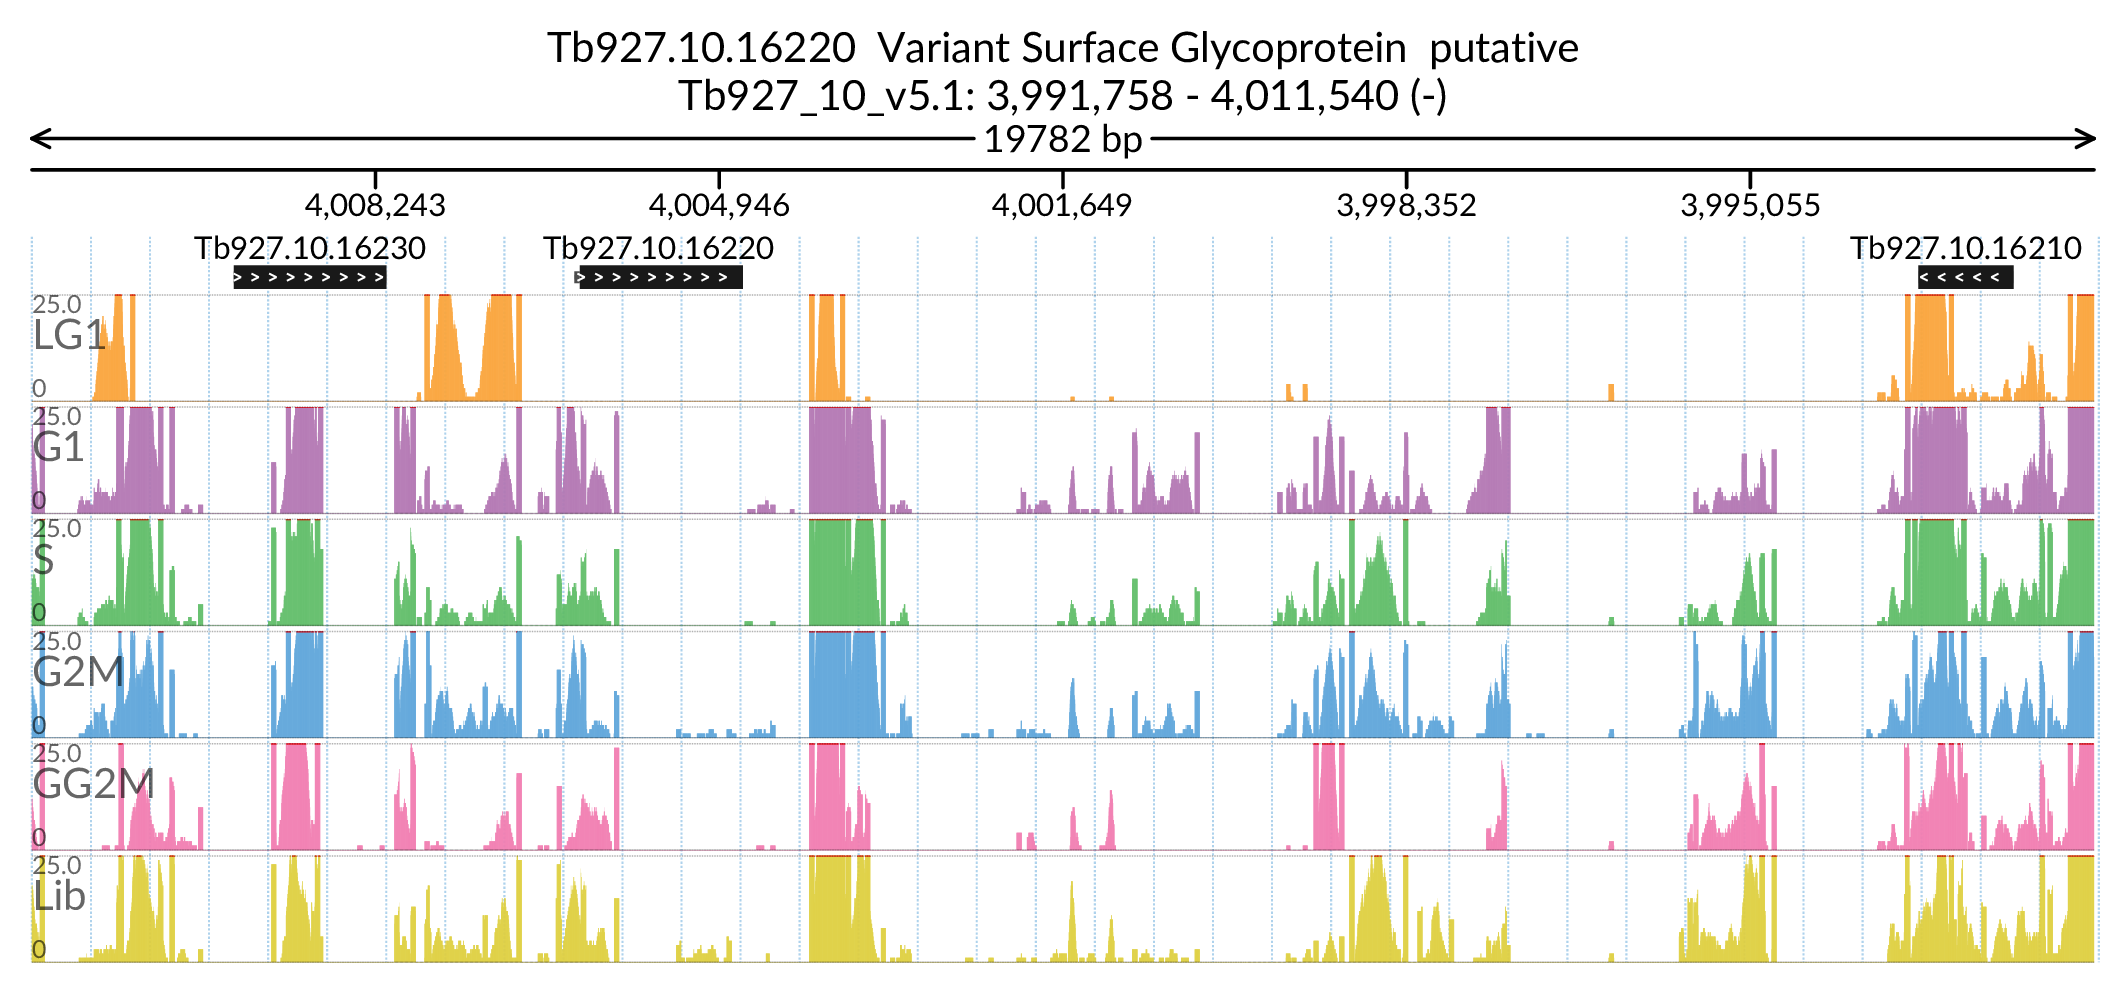 Tb927.10.16220  Variant Surface Glycoprotein  putative
Tb927_10_v5.1: 3,991,758 - 4,011,540 (-)
19782 bp
4,008,243 4,004,946 4,001,649 3,998,352 3,995,055
Tb927.10.16230 Tb927.10.16220 Tb927.10.16210
25.0
LG1
0
25.0
G1
0
25.0
S
0
25.0
G2M
0
25.0
GG2M
0
25.0
Lib
0